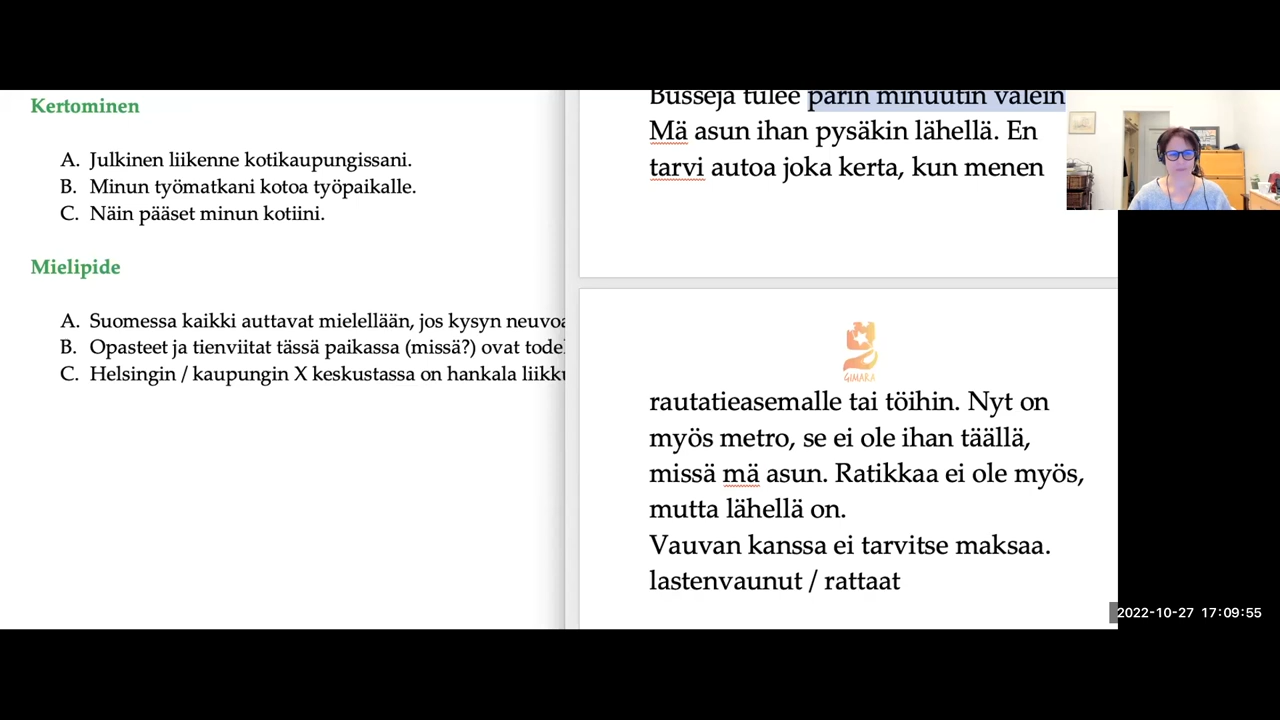 Kertominen
A. Julkinen liikenne kotikaupungissani.
B. Minun työmatkani kotoa työpaikalle.
C. Näin pääset minun kotiini.
Mielipide
A. Suomessa kaikki auttavat mielellään, jos kysyn neuvoa
B. Opasteet ja tienviitat tässä paikassa (missä?) ovat todel
C. Helsingin / kaupungin X keskustassa on hankala liikku
Busseja tulee parin minuutin välein
Mä asun ihan pysäkin lähellä. En
tarvi autoa joka kerta, kun menen
GIMARA
rautatieasemalle tai töihin. Nyt on
myös metro, se ei ole ihan täällä,
missä mä asun. Ratikkaa ei ole myös,
mutta lähellä on.
Vauvan kanssa ei tarvitse maksaa.
lastenvaunut / rattaat
2022-10-27 17:09:55